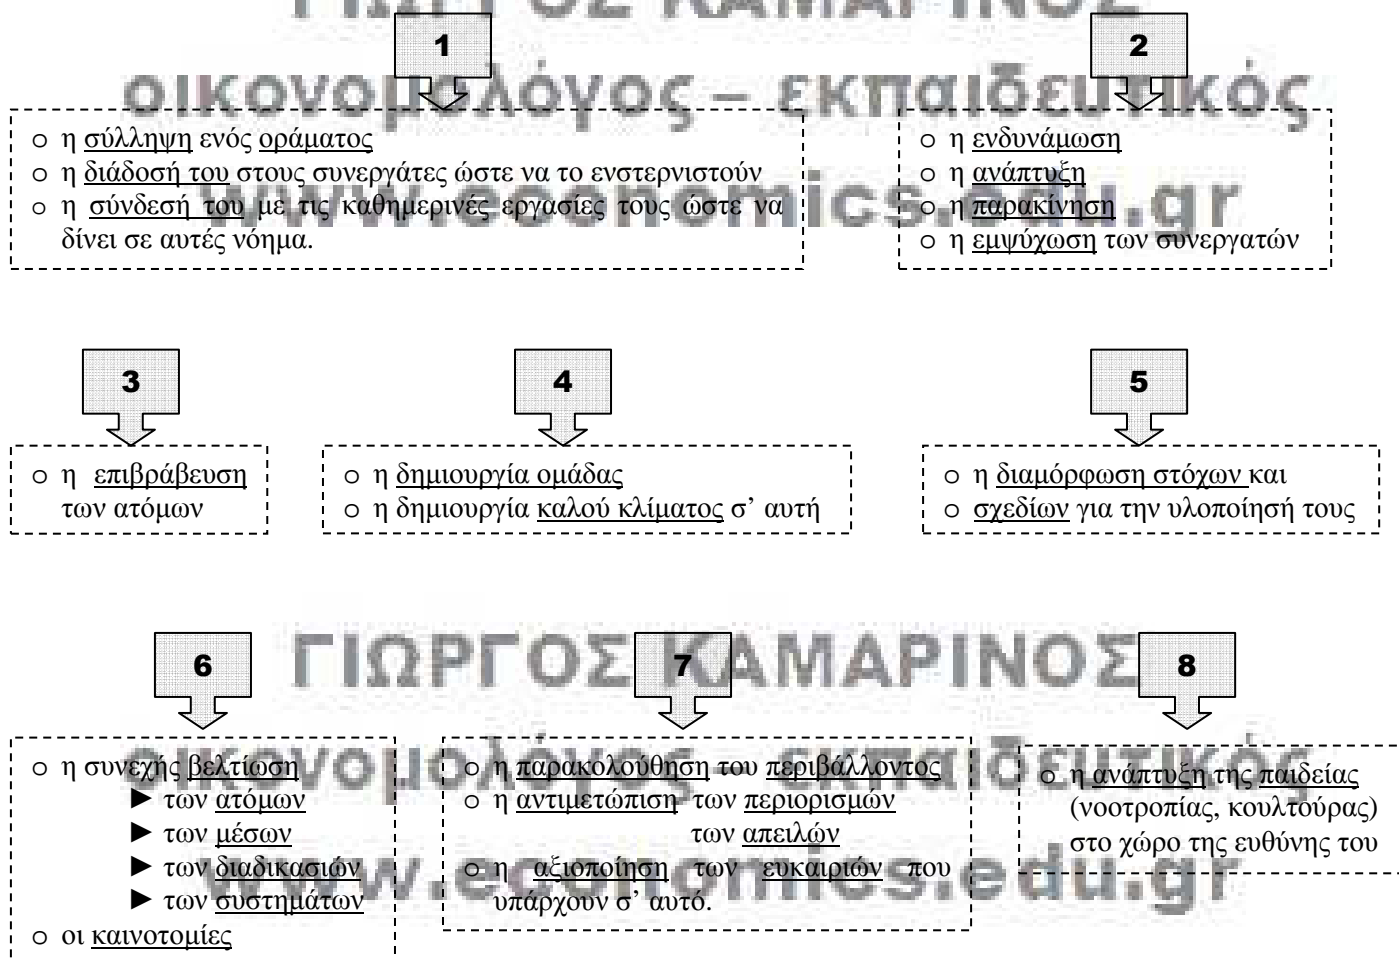 ΓΙΩΡΓΟΣ ΚΑΜΑΡΙΝΟΣ
1
2
οικονομολόγος – εκπαιδευτικός
ο η σύλληψη ενός οράματος
ο η διάδοσή του στους συνεργάτες ώστε να το ενστερνιστούν
ο η σύνδεσή του με τις καθημερινές εργασίες τους ώστε να
δίνει σε αυτές νόημα.
ο η ενδυνάμωση
ο η ανάπτυξη
ο η παρακίνηση
ο η εμψύχωση των συνεργατών
www.economics.edu.gr
3
4
5
ο η επιβράβευση
των ατόμων
ο η δημιουργία ομάδας
ο η δημιουργία καλού κλίματος σ’ αυτή
ο η διαμόρφωση στόχων και
ο σχεδίων για την υλοποίησή τους
ΓΙΩΡΓΟΣ ΚΑΜΑΡΙΝΟΣ
6
7
8
οικονομολόγος – εκπαιδευτικός
ο η συνεχής βελτίωση
► των ατόμων
► των μέσων
► των διαδικασιών
► των συστημάτων
ο οι καινοτομίες
ο η παρακολούθηση του περιβάλλοντος
ο η αντιμετώπιση των περιορισμών
των απειλών
ο η αξιοποίηση των ευκαιριών που
υπάρχουν σ’ αυτό.
ο η ανάπτυξη της παιδείας
(νοοτροπίας, κουλτούρας)
στο χώρο της ευθύνης του
www.economics.edu.gr